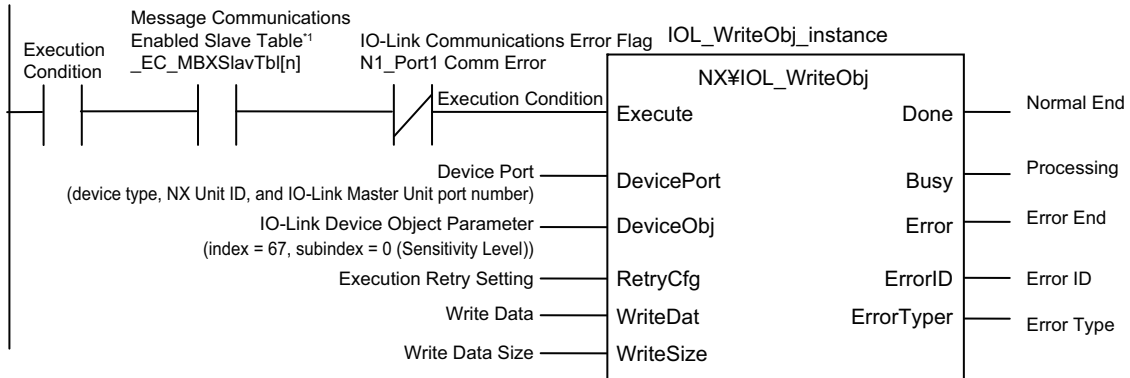 Message Communications
Enabled Slave Table*1
_EC_MBXSlavTbl[n]
Execution
Condition
IO-Link Communications Error Flag
N1_Port1 Comm Error
IOL_WriteObj_instance
NX¥IOL_WriteObj
Execution Condition
Execute
Done
Normal End
Device Port
(device type, NX Unit ID, and IO-Link Master Unit port number)
DevicePort
Busy
Processing
IO-Link Device Object Parameter
(index = 67, subindex = 0 (Sensitivity Level))
DeviceObj
Error
Error End
Execution Retry Setting
RetryCfg
ErrorID
Error ID
Write Data
WriteDat
ErrorTyper
Error Type
Write Data Size
WriteSize